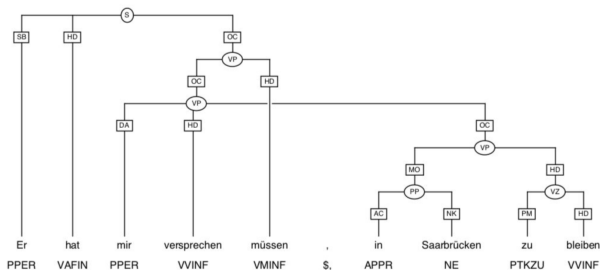 S
SB HD OC
VP
OC HD
VP
DA HD OC
VP
MO HD
PP VZ
AC NK PM HD
Er hat mir versprechen müssen , in Saarbrücken zu bleiben
PPER VAFIN PPER VVINF VMINF $, APPR NE PTKZU VVINF